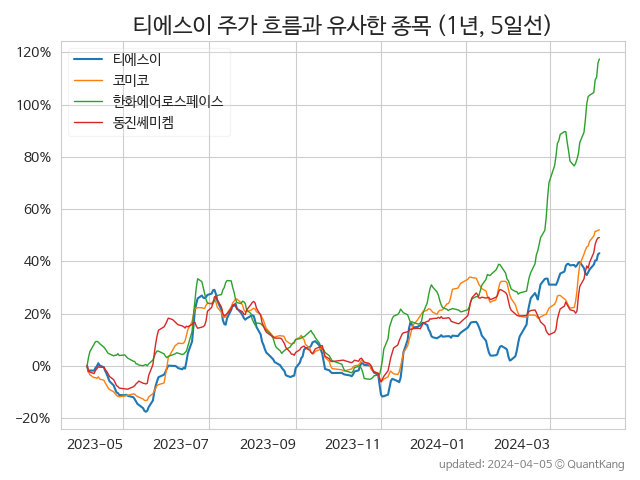 티에스이 주가 흐름과 유사한 종목 (1년, 5일선)
120%
100%
80%
60%
40%
20%
0%
−20%
티에스이
코미코
한화에어로스페이스
동진쎄미켐
2023-05
2023-07
2023-09
2023-11
2024-01
2024-03
updated: 2024-04-05 © QuantKang